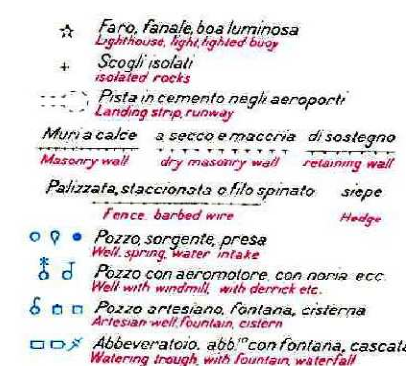 Faro, fanale, boa luminosa
Lighthouse, light, lighted buoy
Scogli isolati
isolated rocks
Pista in cemento negli aeroporti
Landing strip, runway
Muri a calce a secco e maceria di sostegno
Masonry wall dry masonry wall retaining wall
Palizzata, staccionata o filo spinato siepe
Fence. barbed wire Hedge
Pozzo, sorgente, presa
Well, spring, water intake
Pozzo con aeromotore, con noria ecc.
Well with windmill, with derrick etc.
Pozzo artesiano, fontana, cisterna
Artesian well, fountain, cistern
Abbeveratoio, abb.ᵐ con fontana, cascata
Watering trough, with fountain, waterfall